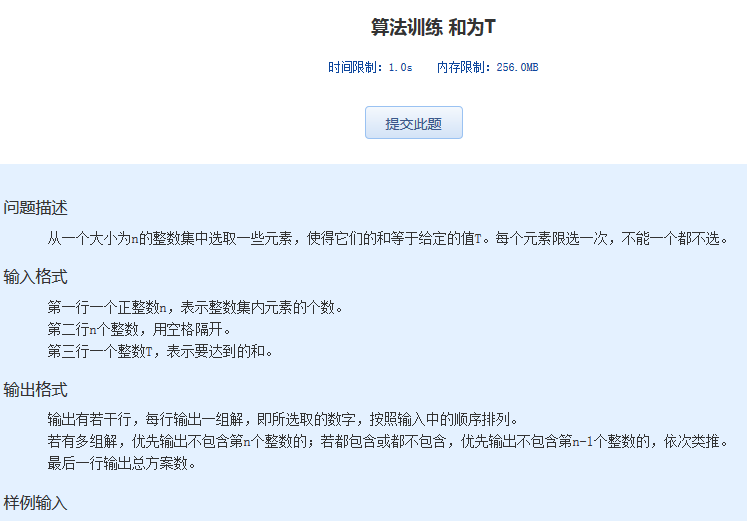 算法训练 和为T
时间限制：1.0s 内存限制：256.0MB
提交此题
问题描述
从一个大小为n的整数集中选取一些元素，使得它们的和等于给定的值T。每个元素限选一次，不能一个都不选。
输入格式
第一行一个正整数n，表示整数集内元素的个数。
第二行n个整数，用空格隔开。
第三行一个整数T，表示要达到的和。
输出格式
输出有若干行，每行输出一组解，即所选取的数字，按照输入中的顺序排列。
若有多组解，优先输出不包含第n个整数的；若都包含或都不包含，优先输出不包含第n-1个整数的，依次类推。
最后一行输出总方案数。
样例输入